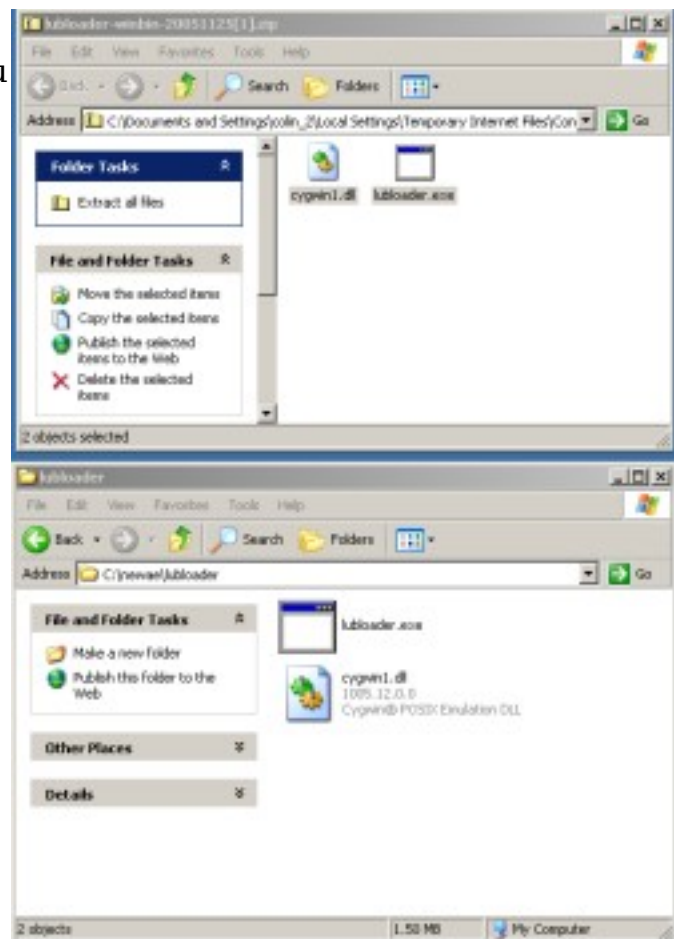 lubloader-winbin-20051125[1].zip
File Edit View Favorites Tools Help
u
Back Search Folders
Address C:\Documents and Settings\colin_2\Local Settings\Temporary Internet Files\Con Go
Folder Tasks
Extract all files
cygwin1.dll lubloader.exe
File and Folder Tasks
Move the selected items
Copy the selected items
Publish the selected
items to the Web
Delete the selected
items
2 objects selected
lubloader
File Edit View Favorites Tools Help
Back Search Folders
Address C:\newae\lubloader Go
File and Folder Tasks
Make a new folder
Publish this folder to the
Web
Other Places
Details
lubloader.exe
cygwin1.dll
1005.12.0.0
Cygwin® POSIX Emulation DLL
2 objects 1.50 MB My Computer